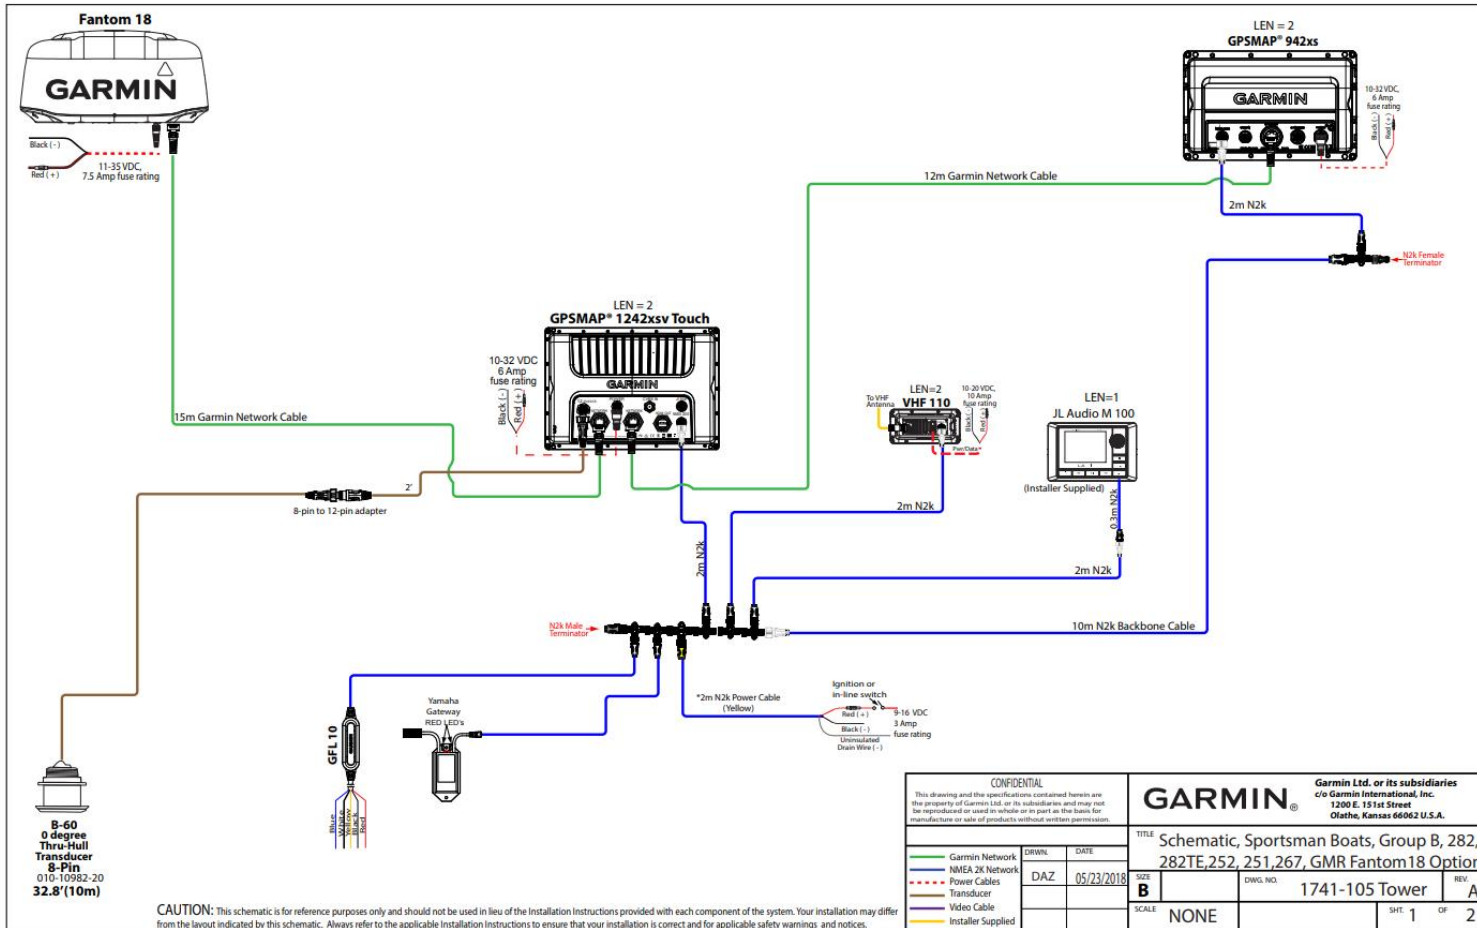 Fantom 18
GARMIN
Black ( - )
Red ( + )
11-35 VDC,
7.5 Amp fuse rating
LEN = 2
GPSMAP® 942xs
GARMIN
10-32 VDC,
6 Amp
fuse rating
Black ( - )
Red ( + )
12m Garmin Network Cable
2m N2k
N2k Female
Terminator
LEN = 2
GPSMAP® 1242xsv Touch
10-32 VDC
6 Amp
fuse rating
Black ( - )
Red ( + )
GARMIN
15m Garmin Network Cable
2'
8-pin to 12-pin adapter
LEN=2
VHF 110
To VHF
Antenna
10-20 VDC,
10 Amp
fuse rating
Black ( - )
Red ( + )
Pwr/Data*
LEN=1
JL Audio M 100
(Installer Supplied)
0.3m N2K
2m N2k
2m N2k
2m N2k
N2k Male
Terminator
10m N2k Backbone Cable
*2m N2k Power Cable
(Yellow)
Ignition or
in-line switch
Red ( + )
Black ( - )
Uninsulated
Drain Wire ( - )
9-16 VDC
3 Amp
fuse rating
Yamaha
Gateway
RED LED's
GFL 10
Blue
White
Yellow
Black
Red
B-60
0 degree
Thru-Hull
Transducer
8-Pin
010-10982-20
32.8'(10m)
CONFIDENTIAL
This drawing and the specifications contained herein are
the property of Garmin Ltd. or its subsidiaries and may not
be reproduced or used in whole or in part as the basis for
manufacture or sale of products without written permission.
GARMIN®
Garmin Ltd. or its subsidiaries
c/o Garmin International, Inc.
1200 E. 151st Street
Olathe, Kansas 66062 U.S.A.
Garmin Network
NMEA 2K Network
Power Cables
Transducer
Video Cable
Installer Supplied
DRWN.
DATE
DAZ
05/23/2018
TITLE
Schematic, Sportsman Boats, Group B, 282,
282TE,252, 251,267, GMR Fantom18 Option
SIZE
B
DWG. NO.
1741-105 Tower
REV.
A
SCALE
NONE
SHT. 1 OF 2
CAUTION: This schematic is for reference purposes only and should not be used in lieu of the Installation Instructions provided with each component of the system. Your installation may differ
from the layout indicated by this schematic. Always refer to the applicable Installation Instructions to ensure that your installation is correct and for applicable safety warnings and notices.